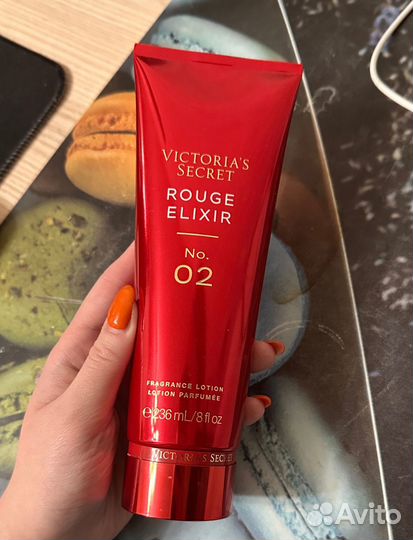 VICTORIA'S
SECRET
ROUGE
ELIXIR
No.
02
FRAGRANCE LOTION
LOTION PARFUMÉE
℮236 mL/8 fl oz
VICTORIA'S SECRET
Avito